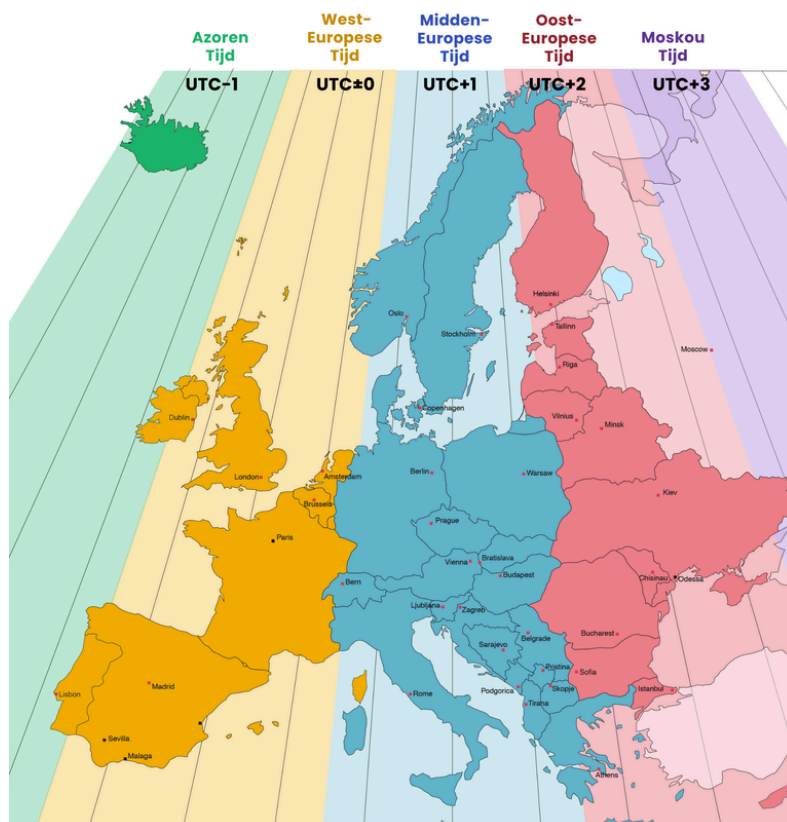 Azoren
Tijd
West-
Europese
Tijd
Midden-
Europese
Tijd
Oost-
Europese
Tijd
Moskou
Tijd
UTC-1
UTC±0
UTC+1
UTC+2
UTC+3
Helsinki
Oslo
Stockholm
Tallinn
Moscow
Riga
Copenhagen
Dublin
Vilnius
Minsk
London
Amsterdam
Berlin
Warsaw
Brussels
Kiev
Prague
Paris
Vienna
Bratislava
Budapest
Chisinau
Odessa
Bern
Ljubljana
Zagreb
Bucharest
Belgrade
Sarajevo
Pristina
Sofia
Madrid
Lisbon
Podgorica
Skopje
Istanbul
Rome
Tirana
Sevilla
Malaga
Athens